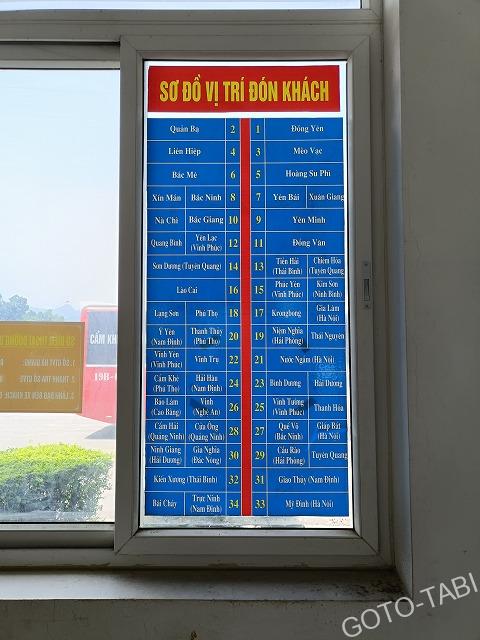 SƠ ĐỒ VỊ TRÍ ĐÓN KHÁCH
Quản Bạ 2 1 Đồng Yên
Liên Hiệp 4 3 Mèo Vạc
Bắc Mê 6 5 Hoàng Su Phì
Xín Mần Bắc Ninh 8 7 Yên Bái Xuân Giang
Nà Chì Bắc Giang 10 9 Yên Minh
Quang Bình Yên Lạc (Vĩnh Phúc) 12 11 Đồng Văn
Sơn Dương (Tuyên Quang) 14 13 Tiền Hải (Thái Bình) Chiêm Hóa (Tuyên Quang)
Lào Cai 16 15 Phúc Yên (Vĩnh Phúc) Kim Sơn (Ninh Bình)
Lạng Sơn Phú Thọ 18 17 Krongbong Gia Lâm (Hà Nội)
Ý Yên (Nam Định) Thanh Thủy (Phú Thọ) 20 19 Niệm Nghĩa (Hải Phòng) Thái Nguyên
Vĩnh Yên (Vĩnh Phúc) Vĩnh Trụ 22 21 Nước Ngầm (Hà Nội)
Cẩm Khê (Phú Thọ) Hải Hậu (Nam Định) 24 23 Bình Dương Hải Dương
Bảo Lâm (Cao Bằng) Vinh (Nghệ An) 26 25 Vĩnh Tường (Vĩnh Phúc) Thanh Hóa
Cẩm Hải (Quảng Ninh) Cửa Ông (Quảng Ninh) 28 27 Quế Võ (Bắc Ninh) Giáp Bát (Hà Nội)
Ninh Giang (Hải Dương) Gia Nghĩa (Đắc Nông) 30 29 Cầu Rào (Hải Phòng) Tuyên Quang
Kiến Xương (Thái Bình) 32 31 Giao Thủy (Nam Định)
Bãi Cháy Trực Ninh (Nam Định) 34 33 Mỹ Đình (Hà Nội)
CẨM KH
19B-
GOTO-TABI